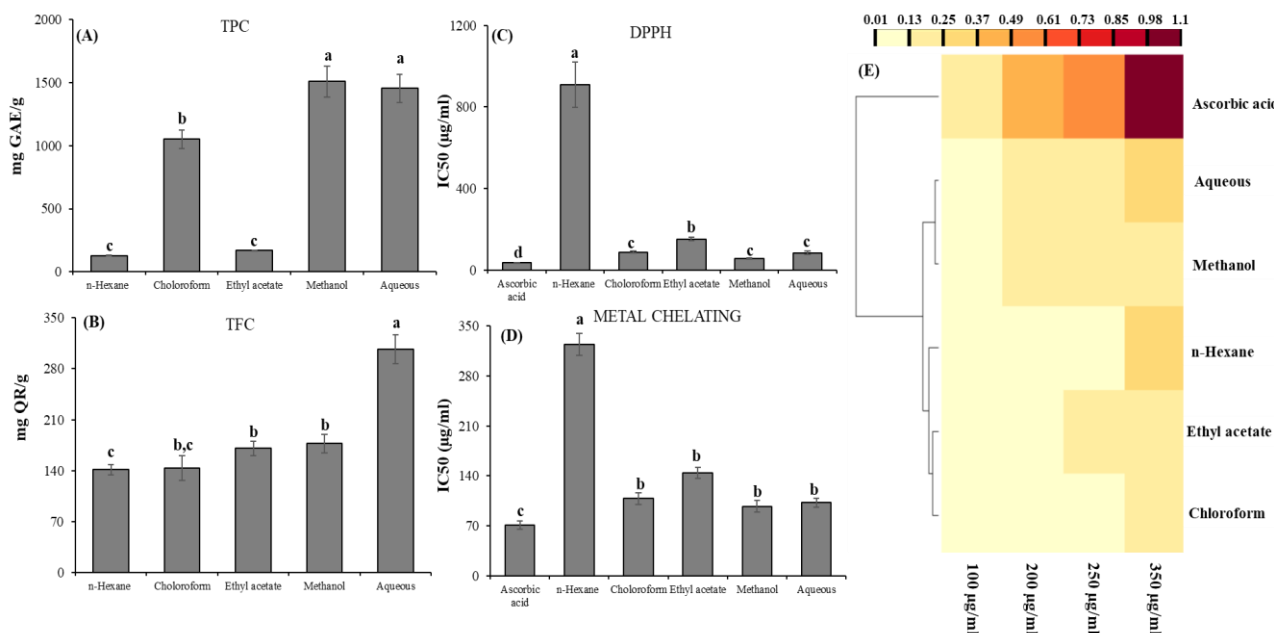 (A)
TPC
mg GAE/g
2000
1500
1000
500
0
c
b
c
a
a
n-Hexane
Choloroform
Ethyl acetate
Methanol
Aqueous
(B)
TFC
mg QR/g
350
280
210
140
70
0
c
b,c
b
b
a
n-Hexane
Choloroform
Ethyl acetate
Methanol
Aqueous
(C)
DPPH
IC50 (µg/ml)
1200
800
400
0
d
a
c
b
c
c
Ascorbic
acid
n-Hexane
Choloroform
Ethyl acetate
Methanol
Aqueous
(D)
METAL CHELATING
IC50 (µg/ml)
350
280
210
140
70
0
c
a
b
b
b
b
Ascorbic
acid
n-Hexane
Choloroform
Ethyl acetate
Methanol
Aqueous
0.01 0.13 0.25 0.37 0.49 0.61 0.73 0.85 0.98 1.1
(E)
Ascorbic acid
Aqueous
Methanol
n-Hexane
Ethyl acetate
Chloroform
100 µg/ml
200 µg/ml
250 µg/ml
350 µg/ml